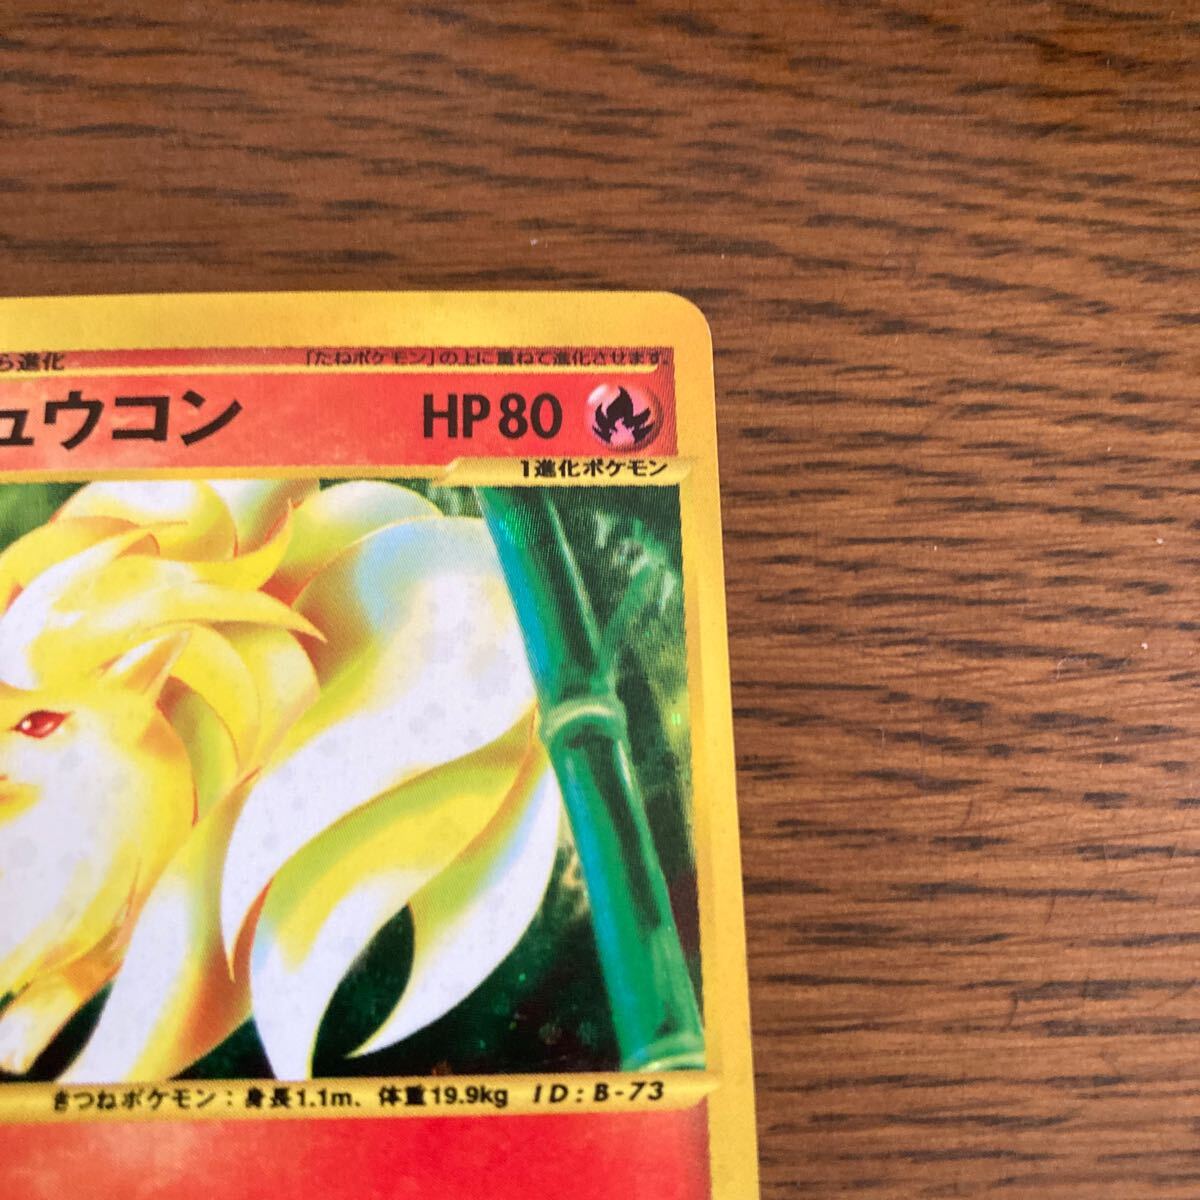 ら進化 「たねポケモン」の上に重ねて進化させます。
ュウコン HP80
1進化ポケモン
きつねポケモン：身長1.1m、体重19.9kg ID：B-73